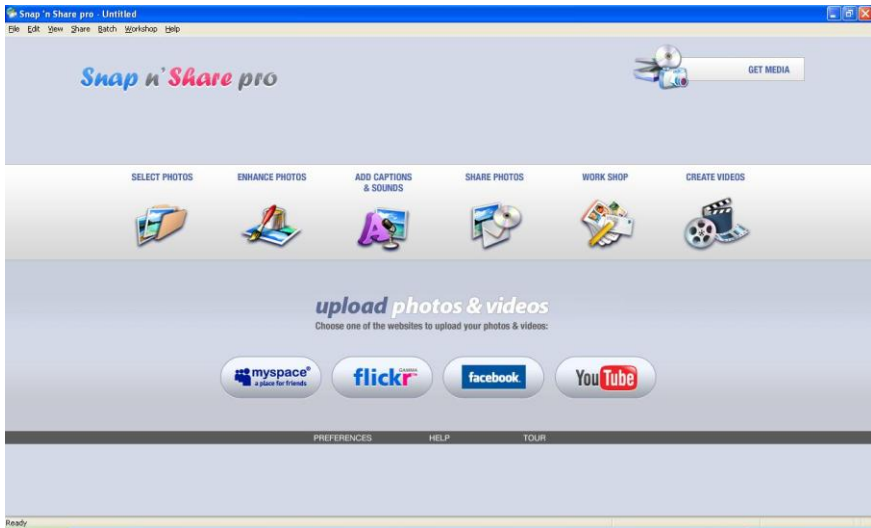 Snap 'n Share pro - Untitled
File Edit View Share Batch Workshop Help
Snap n' Share pro
GET MEDIA
SELECT PHOTOS
ENHANCE PHOTOS
ADD CAPTIONS
& SOUNDS
SHARE PHOTOS
WORK SHOP
CREATE VIDEOS
upload photos & videos
Choose one of the websites to upload your photos & videos:
myspace®
a place for friends
flickr GAMMA
facebook
YouTube
PREFERENCES HELP TOUR
Ready